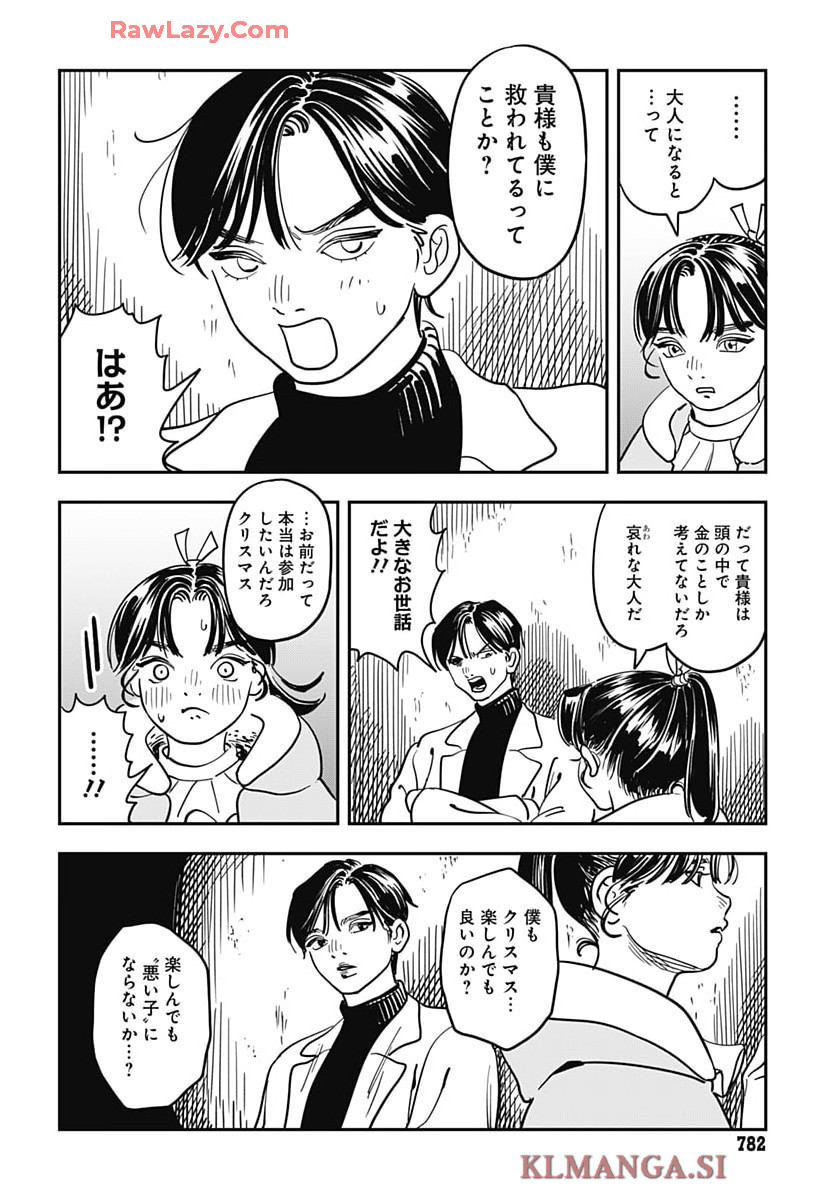 RawLazy.com
……
大人になると
…って
貴様も僕に
救われてるって
ことか?
はあ!?
だって貴様は
頭の中で
金のことしか
考えてないだろ
哀れな大人だ
あわ
大きなお世話
だよ!!
…お前だって
本当は参加
したいんだろ
クリスマス
……!!
僕も
クリスマス…
楽しんでも
良いのか?
楽しんでも
〝悪い子〟に
ならないか…?
782
KLMANGA.SI